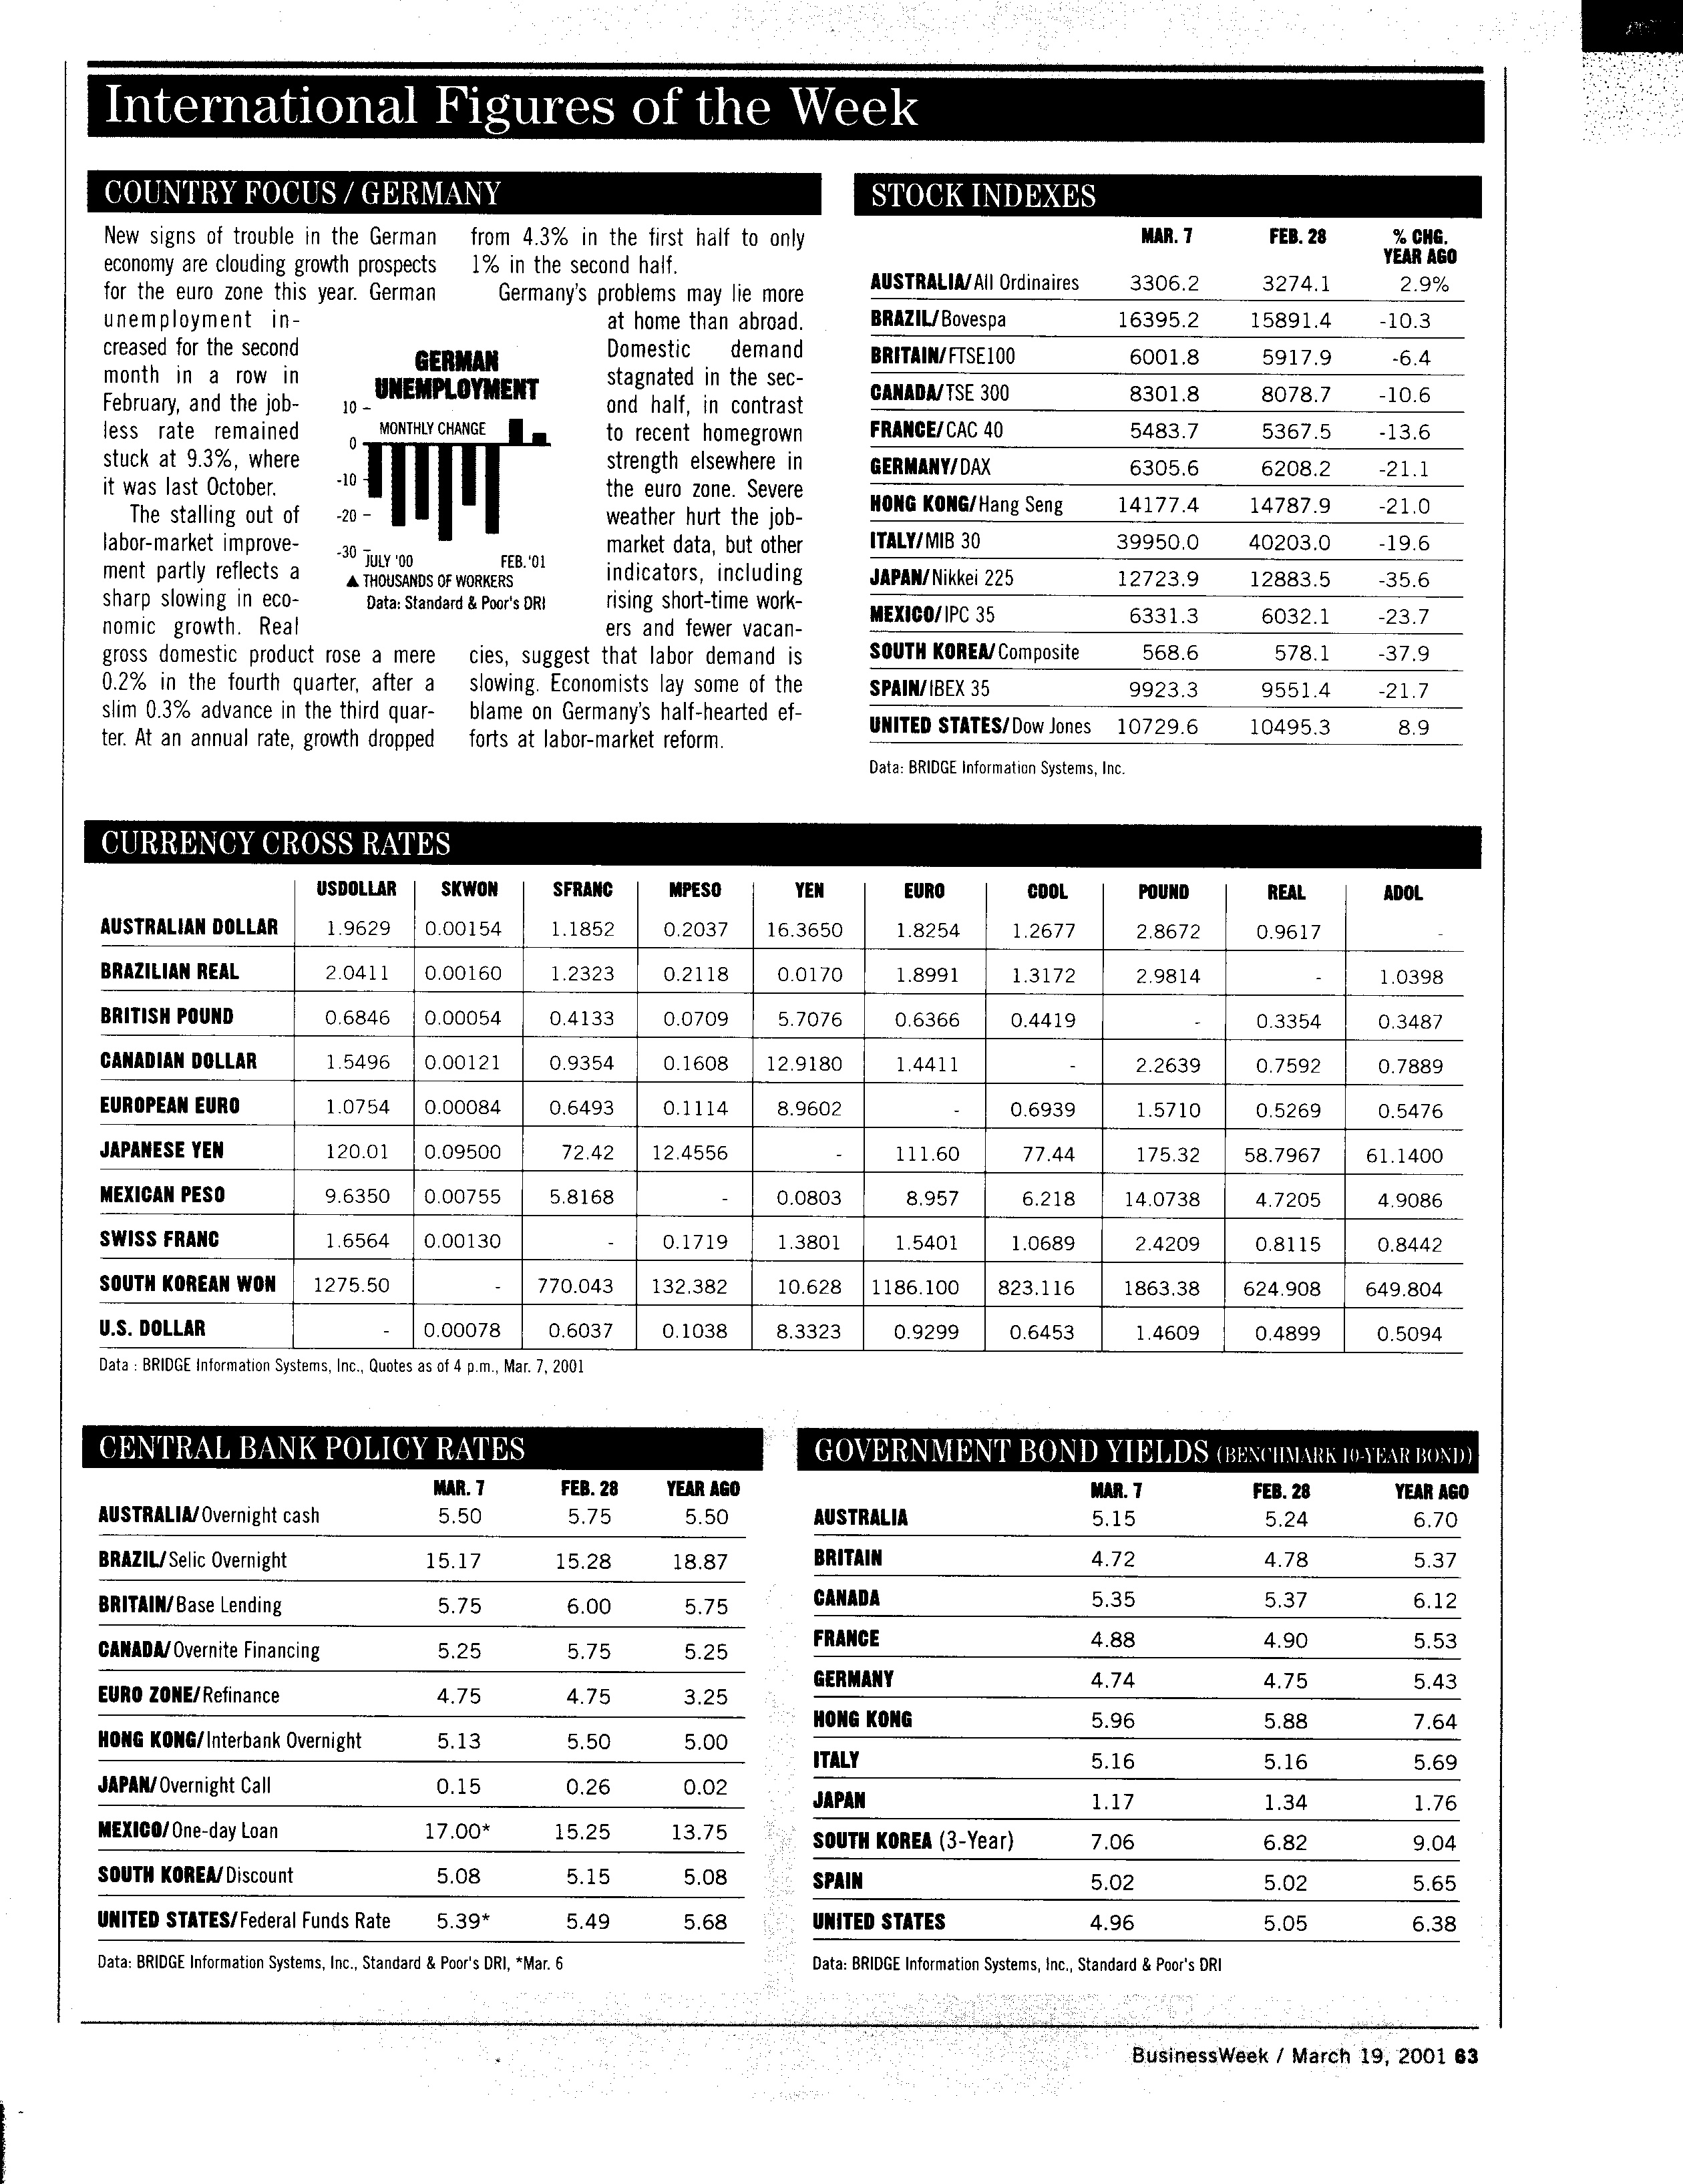 International Figures of the Week
COUNTRY FOCUS / GERMANY
New signs of trouble in the German
economy are clouding growth prospects
for the euro zone this year. German
unemployment in-
creased for the second
month in a row in
February, and the job-
less rate remained
stuck at 9.3%, where
it was last October.
The stalling out of
labor-market improve-
ment partly reflects a
sharp slowing in eco-
nomic growth. Real
gross domestic product rose a mere
0.2% in the fourth quarter, after a
slim 0.3% advance in the third quar-
ter. At an annual rate, growth dropped
GERMAN
UNEMPLOYMENT
MONTHLY CHANGE
10
0
-10
-20
-30
JULY '00 FEB.'01
▲ THOUSANDS OF WORKERS
Data: Standard & Poor's DRI
from 4.3% in the first half to only
1% in the second half.
Germany's problems may lie more
at home than abroad.
Domestic demand
stagnated in the sec-
ond half, in contrast
to recent homegrown
strength elsewhere in
the euro zone. Severe
weather hurt the job-
market data, but other
indicators, including
rising short-time work-
ers and fewer vacan-
cies, suggest that labor demand is
slowing. Economists lay some of the
blame on Germany's half-hearted ef-
forts at labor-market reform.
STOCK INDEXES
MAR. 7 FEB. 28 % CHG.
YEAR AGO
AUSTRALIA/All Ordinaires 3306.2 3274.1 2.9%
BRAZIL/Bovespa 16395.2 15891.4 -10.3
BRITAIN/FTSE100 6001.8 5917.9 -6.4
CANADA/TSE 300 8301.8 8078.7 -10.6
FRANCE/CAC 40 5483.7 5367.5 -13.6
GERMANY/DAX 6305.6 6208.2 -21.1
HONG KONG/Hang Seng 14177.4 14787.9 -21.0
ITALY/MIB 30 39950.0 40203.0 -19.6
JAPAN/Nikkei 225 12723.9 12883.5 -35.6
MEXICO/IPC 35 6331.3 6032.1 -23.7
SOUTH KOREA/Composite 568.6 578.1 -37.9
SPAIN/IBEX 35 9923.3 9551.4 -21.7
UNITED STATES/Dow Jones 10729.6 10495.3 8.9
Data: BRIDGE Information Systems, Inc.
CURRENCY CROSS RATES
USDOLLAR SKWON SFRANC MPESO YEN EURO CDOL POUND REAL ADOL
AUSTRALIAN DOLLAR 1.9629 0.00154 1.1852 0.2037 16.3650 1.8254 1.2677 2.8672 0.9617 -
BRAZILIAN REAL 2.0411 0.00160 1.2323 0.2118 0.0170 1.8991 1.3172 2.9814 - 1.0398
BRITISH POUND 0.6846 0.00054 0.4133 0.0709 5.7076 0.6366 0.4419 - 0.3354 0.3487
CANADIAN DOLLAR 1.5496 0.00121 0.9354 0.1608 12.9180 1.4411 - 2.2639 0.7592 0.7889
EUROPEAN EURO 1.0754 0.00084 0.6493 0.1114 8.9602 - 0.6939 1.5710 0.5269 0.5476
JAPANESE YEN 120.01 0.09500 72.42 12.4556 - 111.60 77.44 175.32 58.7967 61.1400
MEXICAN PESO 9.6350 0.00755 5.8168 - 0.0803 8.957 6.218 14.0738 4.7205 4.9086
SWISS FRANC 1.6564 0.00130 - 0.1719 1.3801 1.5401 1.0689 2.4209 0.8115 0.8442
SOUTH KOREAN WON 1275.50 - 770.043 132.382 10.628 1186.100 823.116 1863.38 624.908 649.804
U.S. DOLLAR - 0.00078 0.6037 0.1038 8.3323 0.9299 0.6453 1.4609 0.4899 0.5094
Data : BRIDGE Information Systems, Inc., Quotes as of 4 p.m., Mar. 7, 2001
CENTRAL BANK POLICY RATES
MAR. 7 FEB. 28 YEAR AGO
AUSTRALIA/Overnight cash 5.50 5.75 5.50
BRAZIL/Selic Overnight 15.17 15.28 18.87
BRITAIN/Base Lending 5.75 6.00 5.75
CANADA/Overnite Financing 5.25 5.75 5.25
EURO ZONE/Refinance 4.75 4.75 3.25
HONG KONG/Interbank Overnight 5.13 5.50 5.00
JAPAN/Overnight Call 0.15 0.26 0.02
MEXICO/One-day Loan 17.00* 15.25 13.75
SOUTH KOREA/Discount 5.08 5.15 5.08
UNITED STATES/Federal Funds Rate 5.39* 5.49 5.68
Data: BRIDGE Information Systems, Inc., Standard & Poor's DRI, *Mar. 6
GOVERNMENT BOND YIELDS (BENCHMARK 10-YEAR BOND)
MAR. 7 FEB. 28 YEAR AGO
AUSTRALIA 5.15 5.24 6.70
BRITAIN 4.72 4.78 5.37
CANADA 5.35 5.37 6.12
FRANCE 4.88 4.90 5.53
GERMANY 4.74 4.75 5.43
HONG KONG 5.96 5.88 7.64
ITALY 5.16 5.16 5.69
JAPAN 1.17 1.34 1.76
SOUTH KOREA (3-Year) 7.06 6.82 9.04
SPAIN 5.02 5.02 5.65
UNITED STATES 4.96 5.05 6.38
Data: BRIDGE Information Systems, Inc., Standard & Poor's DRI
BusinessWeek / March 19, 2001 63